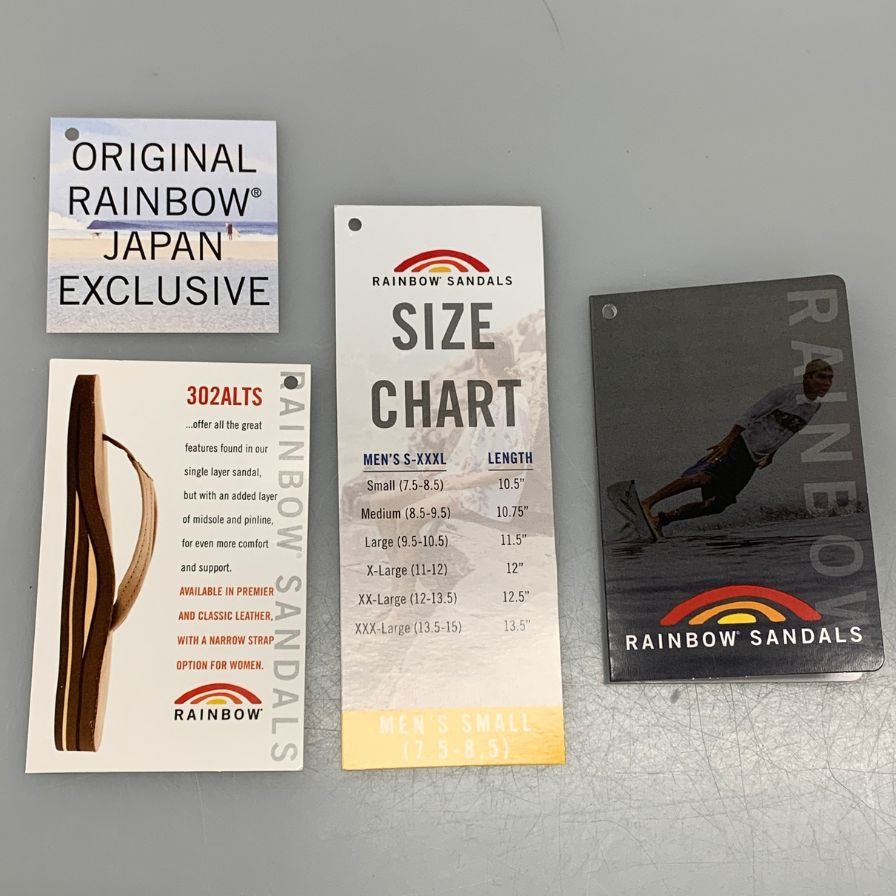 ORIGINAL
RAINBOW®
JAPAN
EXCLUSIVE
302ALTS
...offer all the great
features found in our
single layer sandal,
but with an added layer
of midsole and pinline,
for even more comfort
and support.
AVAILABLE IN PREMIER
AND CLASSIC LEATHER,
WITH A NARROW STRAP
OPTION FOR WOMEN.
RAINBOW®
RAINBOW® SANDALS
RAINBOW® SANDALS
SIZE
CHART
MEN'S S-XXXL LENGTH
Small (7.5-8.5) 10.5"
Medium (8.5-9.5) 10.75"
Large (9.5-10.5) 11.5"
X-Large (11-12) 12"
XX-Large (12-13.5) 12.5"
XXX-Large (13.5-15) 13.5"
MEN'S SMALL
(7.5-8.5)
RAINBOW
RAINBOW® SANDALS